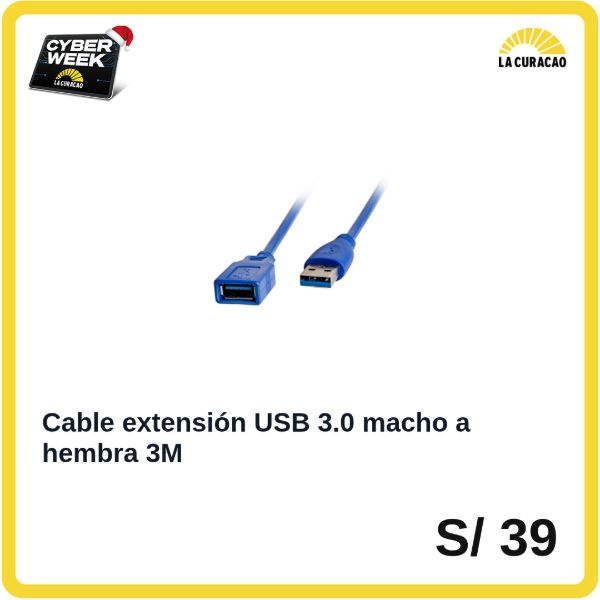 CYBER
WEEK
LA CURACAO
LA CURACAO
Cable extensión USB 3.0 macho a
hembra 3M
S/ 39